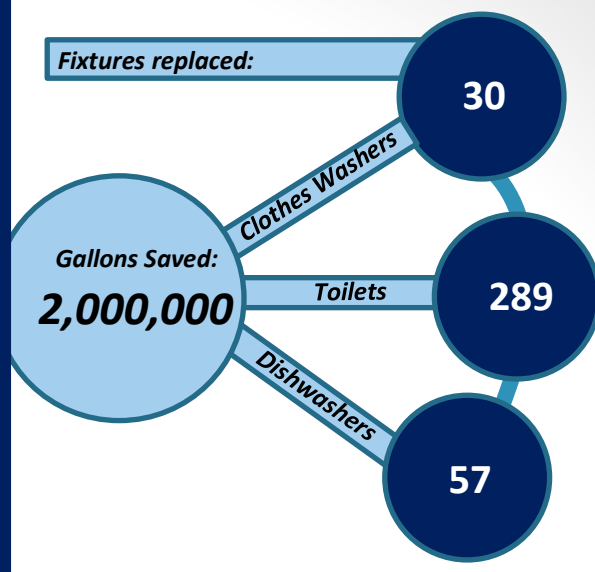 Fixtures replaced:
30
Clothes Washers
Gallons Saved:
2,000,000
Toilets
289
Dishwashers
57